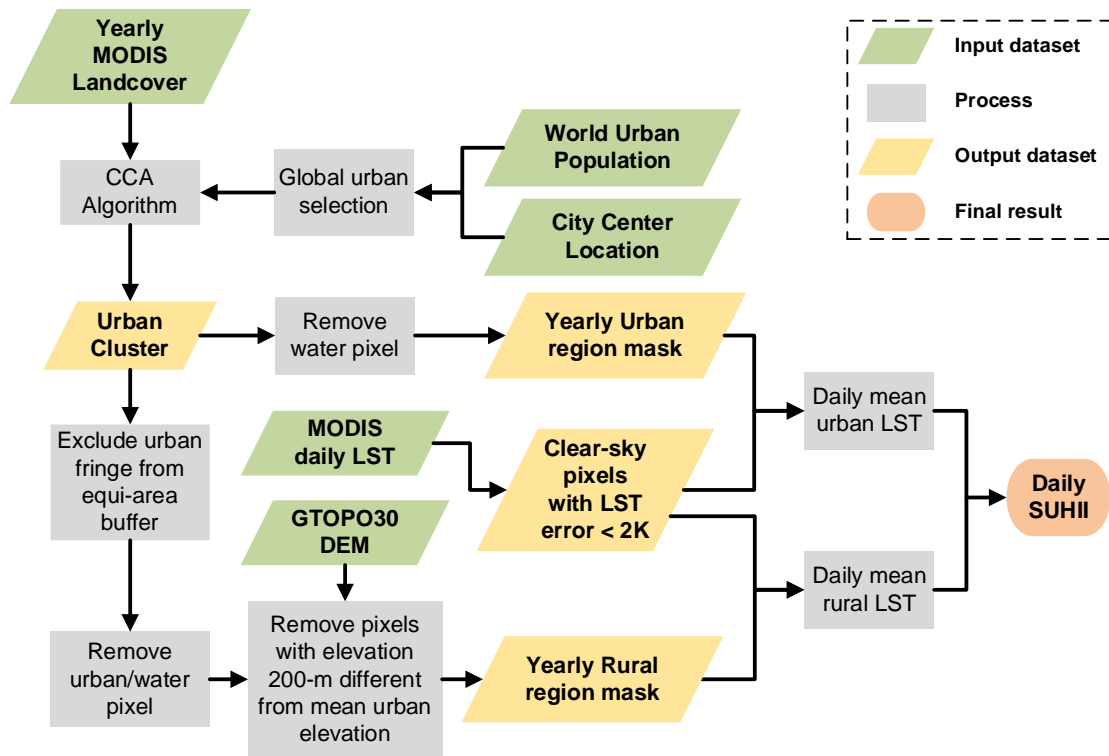 Yearly
MODIS
Landcover
Input dataset
Process
Output dataset
Final result
World Urban
Population
CCA
Algorithm
Global urban
selection
City Center
Location
Urban
Cluster
Remove
water pixel
Yearly Urban
region mask
Daily mean
urban LST
Exclude urban
fringe from
equi-area
buffer
MODIS
daily LST
Clear-sky
pixels
with LST
error < 2K
Daily
SUHII
GTOPO30
DEM
Daily mean
rural LST
Remove
urban/water
pixel
Remove pixels
with elevation
200-m different
from mean urban
elevation
Yearly Rural
region mask